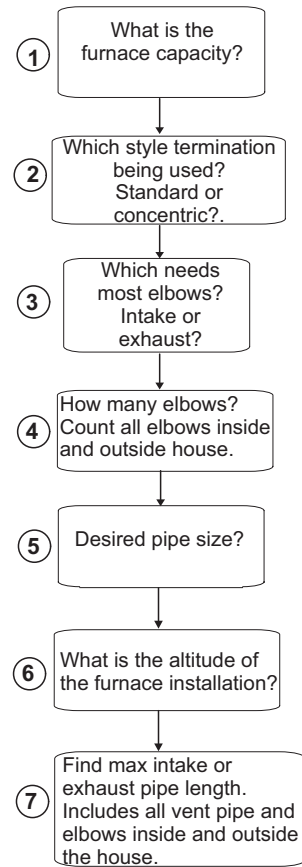 1
What is the
furnace capacity?
2
Which style termination
being used?
Standard or
concentric?.
3
Which needs
most elbows?
Intake or
exhaust?
4
How many elbows?
Count all elbows inside
and outside house.
5
Desired pipe size?
6
What is the altitude of
the furnace installation?
7
Find max intake or
exhaust pipe length.
Includes all vent pipe and
elbows inside and outside
the house.